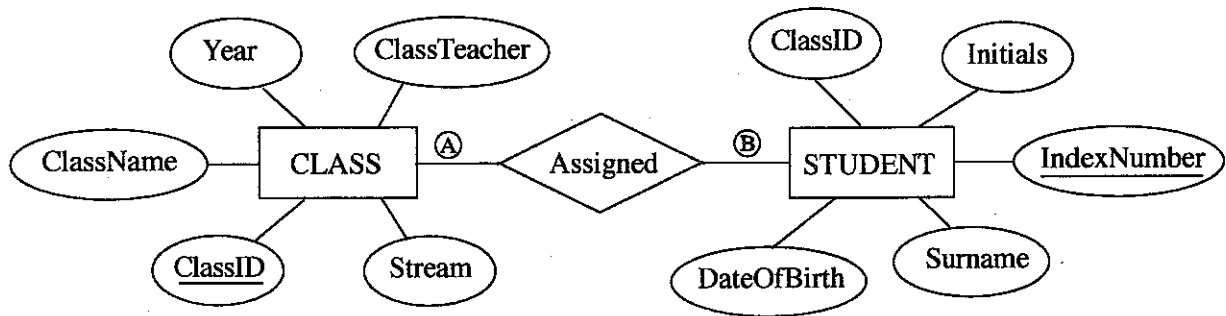 Year
ClassTeacher
ClassName
CLASS
ClassID
Stream
A
Assigned
B
ClassID
Initials
STUDENT
IndexNumber
DateOfBirth
Surname